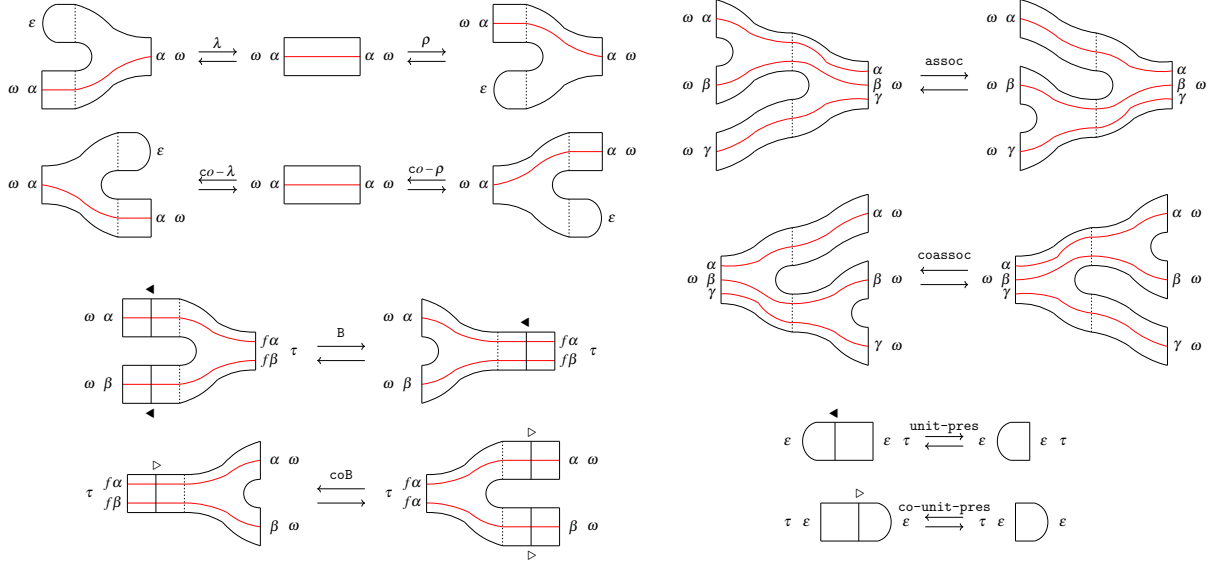 ε
ω α
α ω
λ
ω α
α ω
ρ
ω α
ε
α ω
ω α
ε
α ω
co−λ
ω α
α ω
co−ρ
ω α
α ω
ε
◀
ω α
ω β
fα
fβ
τ
◀
B
ω α
ω β
◀
fα
fβ
τ
τ
fα
fβ
▷
α ω
β ω
coB
τ
fα
fα
▷
α ω
β ω
▷
ω α
ω β
ω γ
α
β ω
γ
assoc
ω α
ω β
ω γ
α
β ω
γ
α
ω β
γ
α ω
β ω
γ ω
coassoc
α
ω β
γ
α ω
β ω
γ ω
ε
◀
ε τ
unit-pres
ε
ε τ
τ ε
▷
ε
co-unit-pres
τ ε
ε